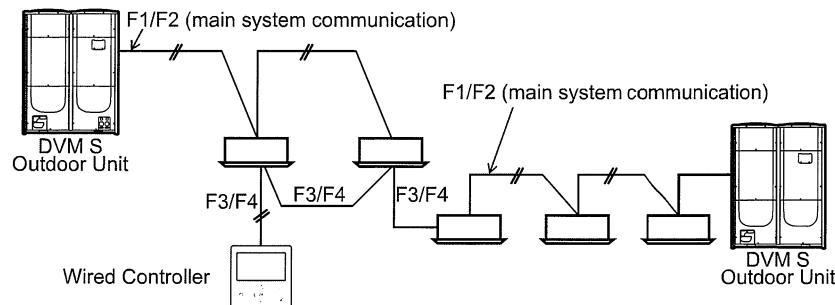 F1/F2 (main system communication)
F1/F2 (main system communication)
DVM S
Outdoor Unit
F3/F4
F3/F4
F3/F4
Wired Controller
DVM S
Outdoor Unit